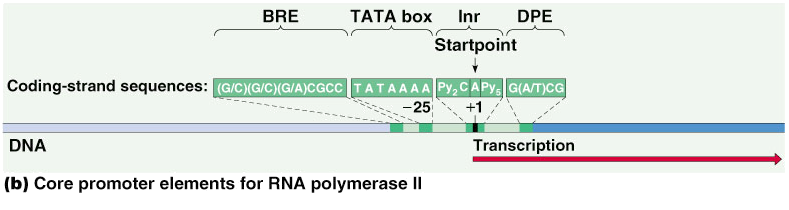 BRE TATA box Inr DPE
Startpoint
Coding-strand sequences: (G/C)(G/C)(G/A)CGCC T A T A A A A Py2 C A Py5 G(A/T)CG
−25 +1
DNA Transcription
(b) Core promoter elements for RNA polymerase II